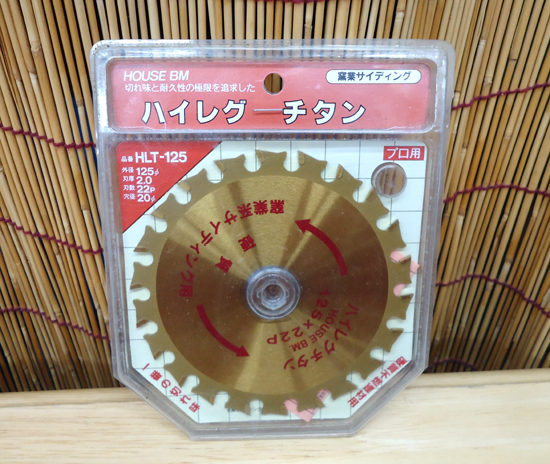 HOUSE BM
窯業サイディング
切れ味と耐久性の極限を追求した
ハイレグーチタン
品番 HLT-125
外径 125φ
刃厚 2.0
刃数 22P
穴径 20φ
プロ用
窯業系サイディング用
硬質
ハイレグチタン
HOUSE BM
125×22P